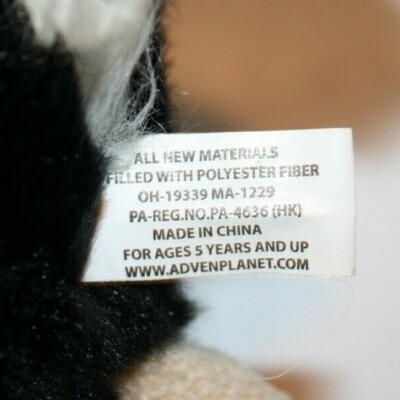 ALL NEW MATERIALS
FILLED WITH POLYESTER FIBER
OH-19339 MA-1229
PA-REG.NO.PA-4636 (HK)
MADE IN CHINA
FOR AGES 5 YEARS AND UP
WWW.ADVENPLANET.COM